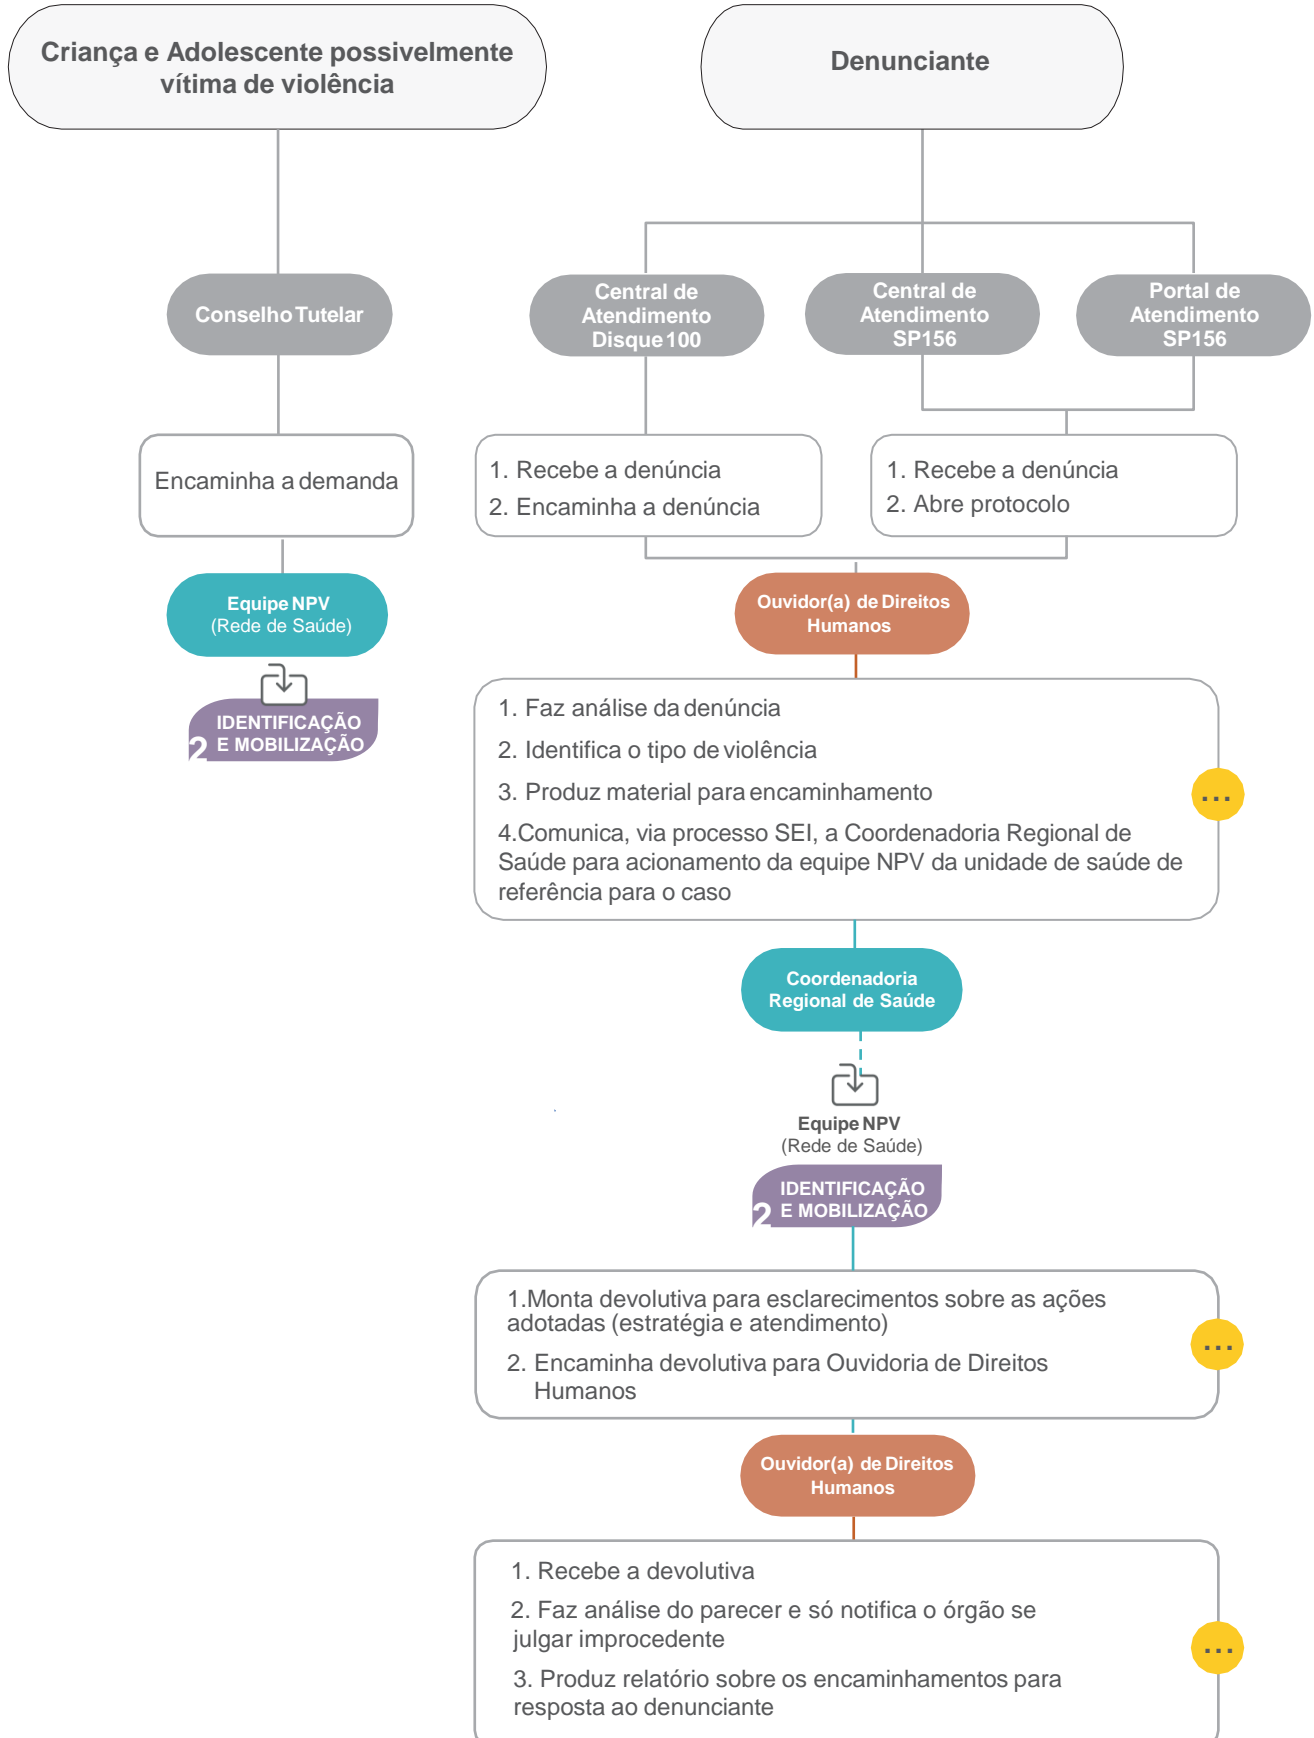 Criança e Adolescente possivelmente
vítima de violência
Denunciante
Conselho Tutelar
Central de
Atendimento
Disque 100
Central de
Atendimento
SP156
Portal de
Atendimento
SP156
Encaminha a demanda
1. Recebe a denúncia
2. Encaminha a denúncia
1. Recebe a denúncia
2. Abre protocolo
Equipe NPV
(Rede de Saúde)
2 IDENTIFICAÇÃO
E MOBILIZAÇÃO
Ouvidor(a) de Direitos
Humanos
1. Faz análise da denúncia
2. Identifica o tipo de violência
3. Produz material para encaminhamento
4.Comunica, via processo SEI, a Coordenadoria Regional de
Saúde para acionamento da equipe NPV da unidade de saúde de
referência para o caso
...
Coordenadoria
Regional de Saúde
Equipe NPV
(Rede de Saúde)
2 IDENTIFICAÇÃO
E MOBILIZAÇÃO
1.Monta devolutiva para esclarecimentos sobre as ações
adotadas (estratégia e atendimento)
2. Encaminha devolutiva para Ouvidoria de Direitos
Humanos
...
Ouvidor(a) de Direitos
Humanos
1. Recebe a devolutiva
2. Faz análise do parecer e só notifica o órgão se
julgar improcedente
3. Produz relatório sobre os encaminhamentos para
resposta ao denunciante
...